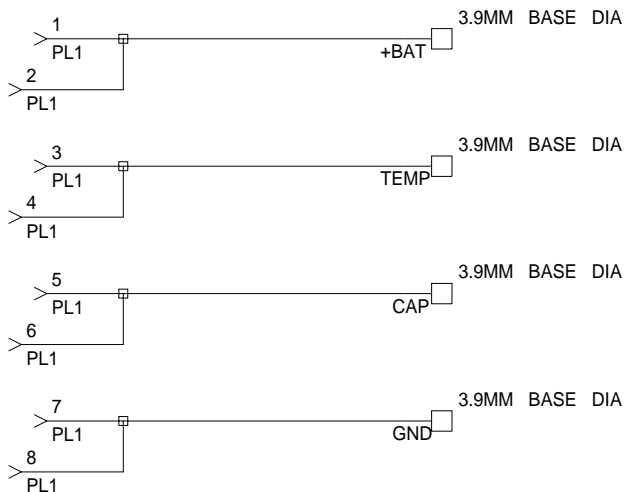 3.9MM BASE DIA
1
PL1
+BAT
2
PL1
3.9MM BASE DIA
3
PL1
TEMP
4
PL1
3.9MM BASE DIA
5
PL1
CAP
6
PL1
3.9MM BASE DIA
7
PL1
GND
8
PL1